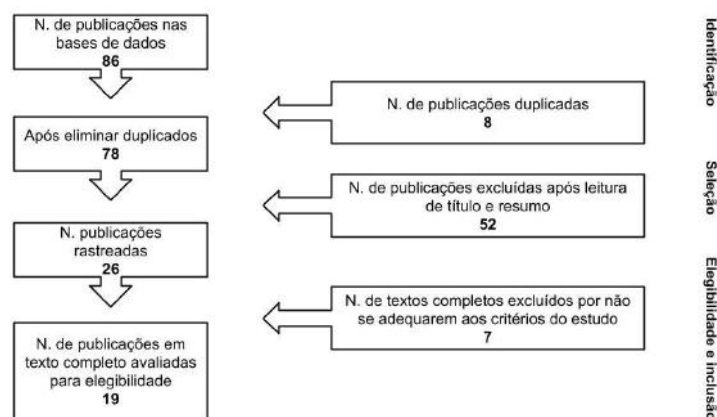 N. de publicações nas
bases de dados
86
N. de publicações duplicadas
8
Após eliminar duplicados
78
N. de publicações excluídas após leitura
de título e resumo
52
N. publicações
rastreadas
26
N. de textos completos excluídos por não
se adequarem aos critérios do estudo
7
N. de publicações em
texto completo avaliadas
para elegibilidade
19
Identificação
Seleção
Elegibilidade e inclusão